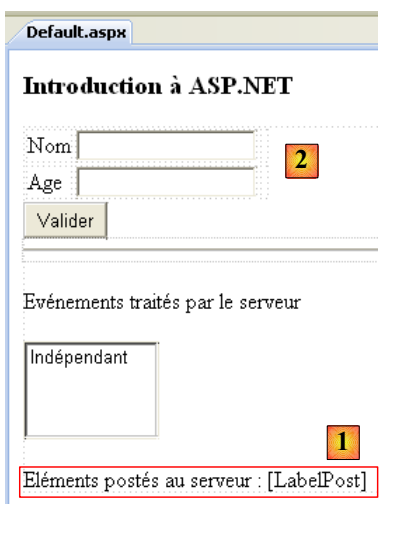 Default.aspx
Introduction à ASP.NET
Nom
2
Age
Valider
Evénements traités par le serveur
Indépendant
1
Eléments postés au serveur : [LabelPost]